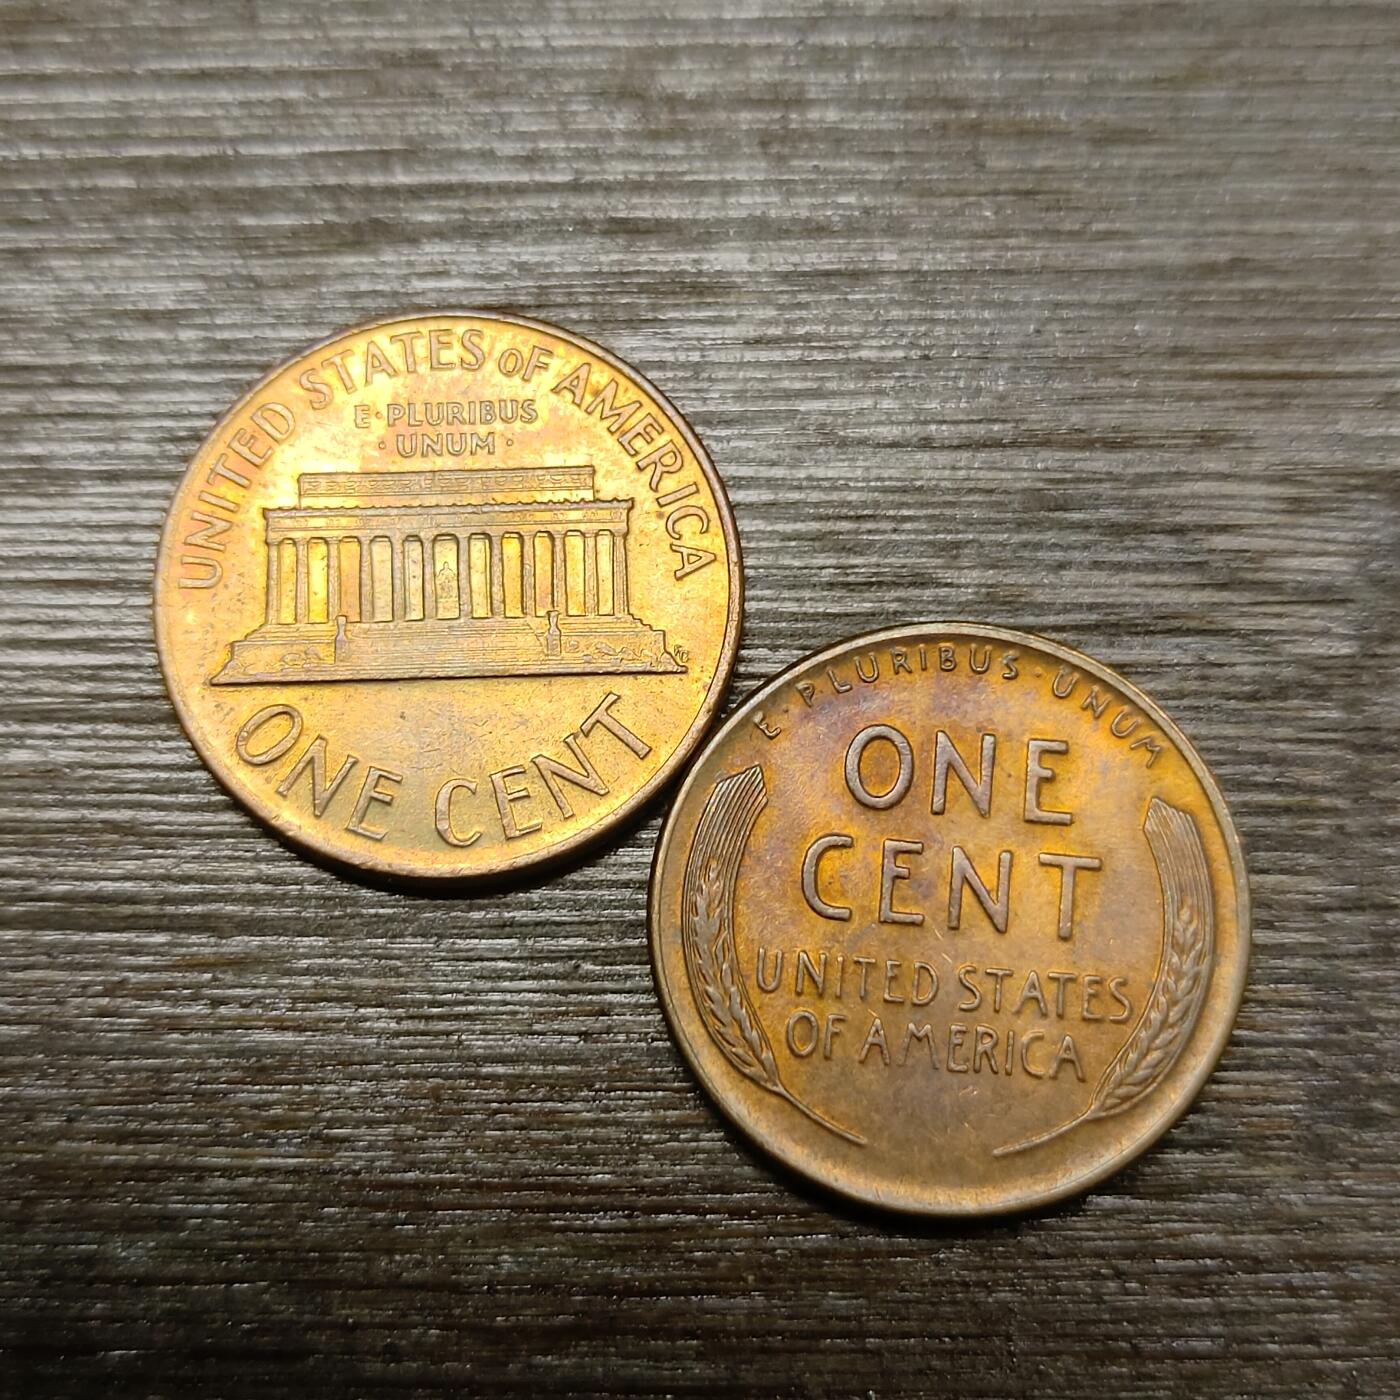 UNITED STATES OF AMERICA
E·PLURIBUS
·UNUM·
ONE CENT
E·PLURIBUS·UNUM
ONE
CENT
UNITED STATES
OF AMERICA